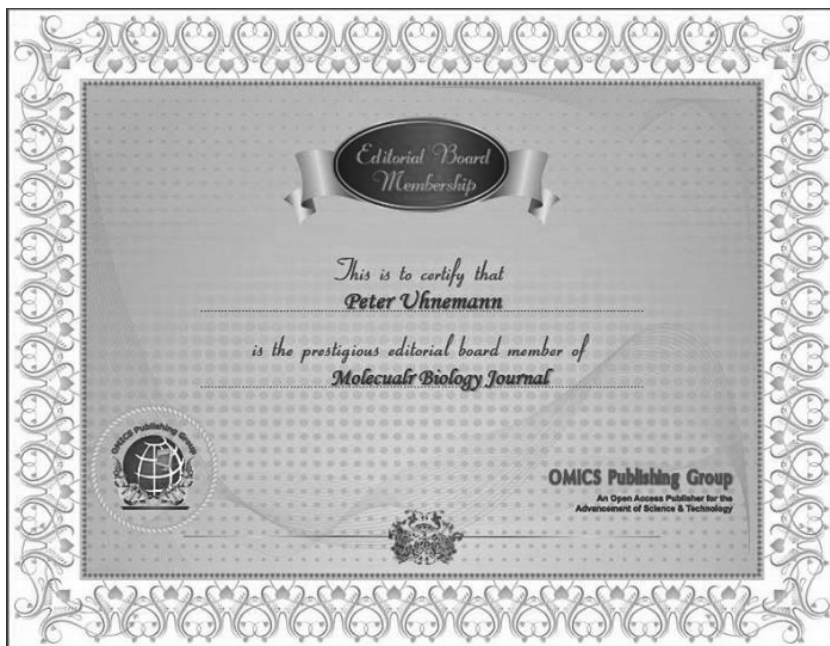 Editorial Board
Membership
This is to certify that
Peter Uhnemann
is the prestigious editorial board member of
Molecualr Biology Journal
OMICS Publishing Group
OMICS Publishing Group
An Open Access Publisher for the
Advancement of Science & Technology